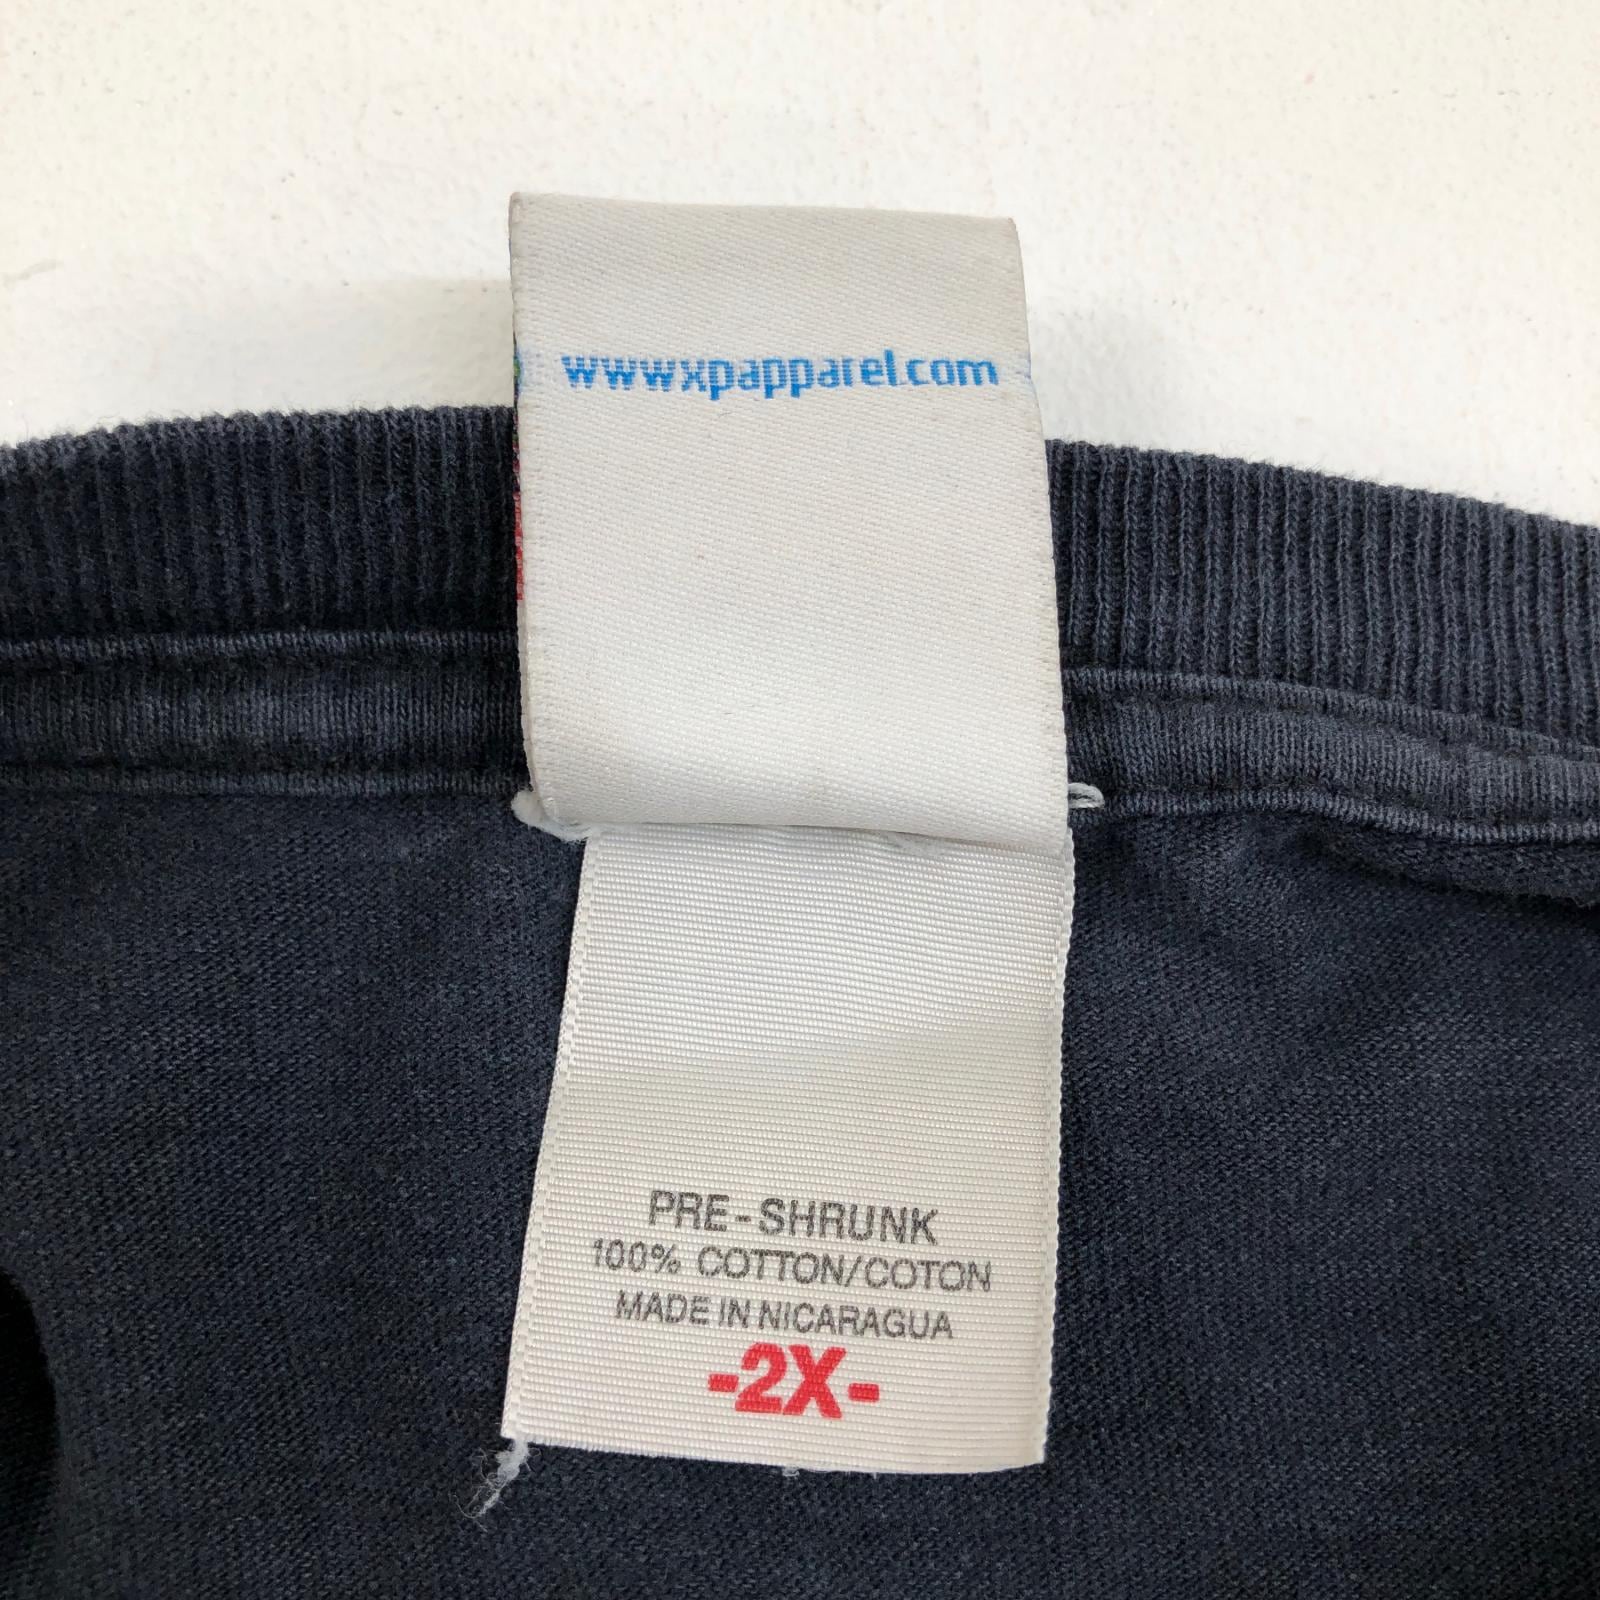 www.xpapparel.com
PRE-SHRUNK
100% COTTON/COTON
MADE IN NICARAGUA
-2X-